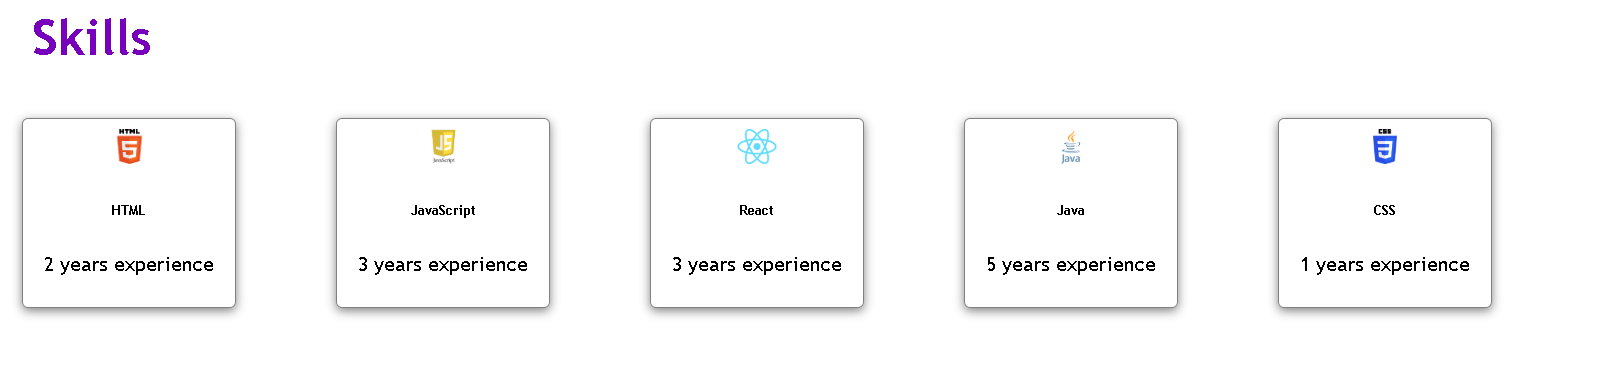 Skills
HTML
5
HTML
2 years experience
JS
JavaScript
JavaScript
3 years experience
React
3 years experience
Java
Java
5 years experience
CSS
3
CSS
1 years experience